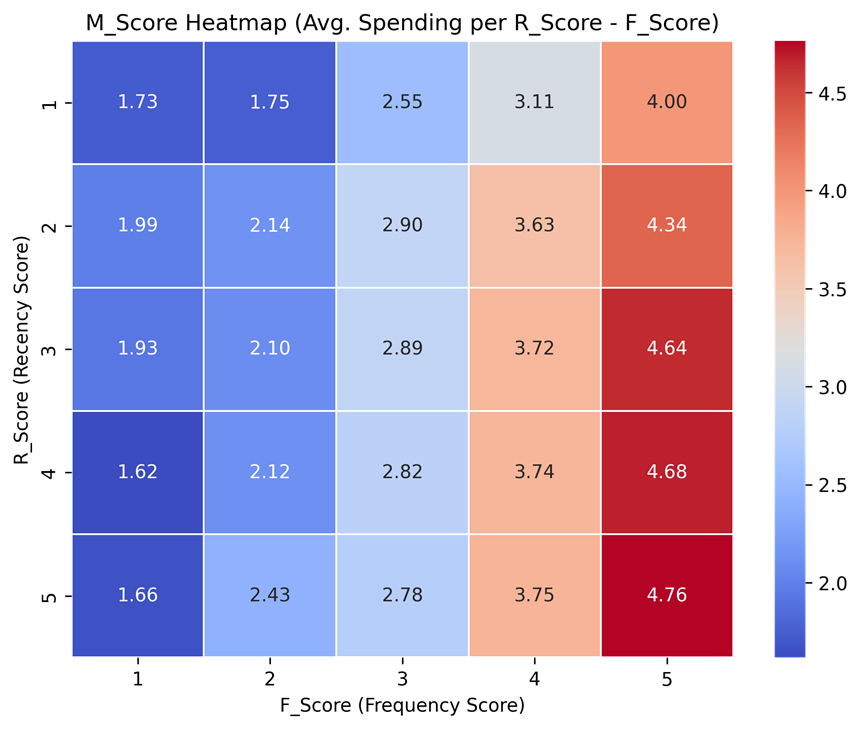 M_Score Heatmap (Avg. Spending per R_Score - F_Score)
R_Score (Recency Score)
1 1.73 1.75 2.55 3.11 4.00
2 1.99 2.14 2.90 3.63 4.34
3 1.93 2.10 2.89 3.72 4.64
4 1.62 2.12 2.82 3.74 4.68
5 1.66 2.43 2.78 3.75 4.76
1 2 3 4 5
F_Score (Frequency Score)
4.5
4.0
3.5
3.0
2.5
2.0